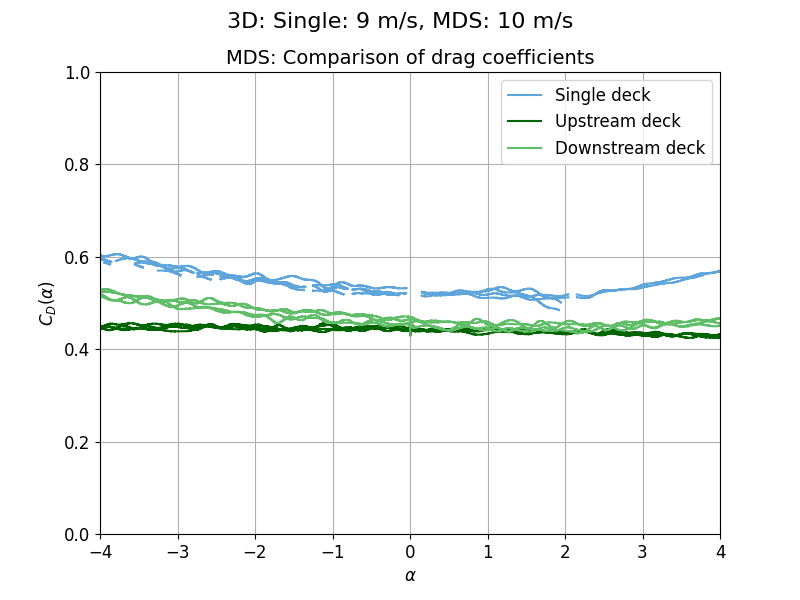 3D: Single: 9 m/s, MDS: 10 m/s
MDS: Comparison of drag coefficients
Single deck
Upstream deck
Downstream deck
C_D(α)
1.0
0.8
0.6
0.4
0.2
0.0
−4 −3 −2 −1 0 1 2 3 4
α